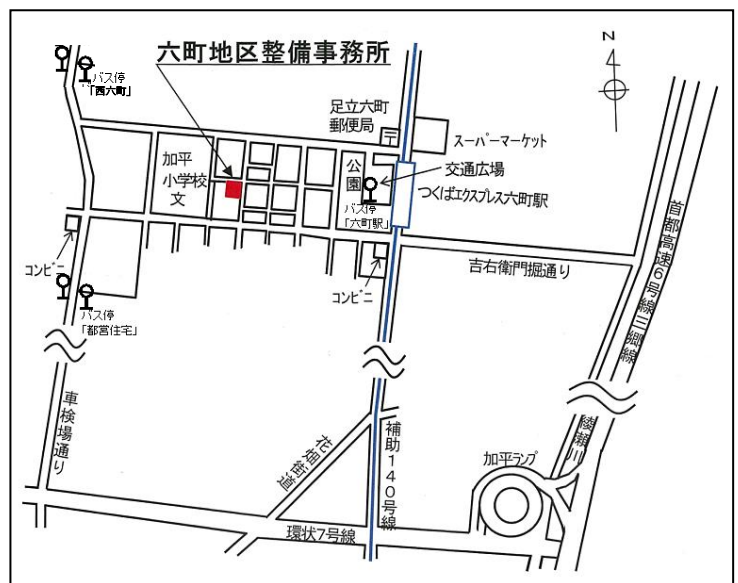 六町地区整備事務所
バス停
「西六町」
N
足立六町
郵便局
〒
スーパーマーケット
加平
小学校
文
公園
交通広場
つくばエクスプレス六町駅
バス停
「六町駅」
コンビニ
コンビニ
吉右衛門堀通り
首都高速6号線三郷線
バス停
「都営住宅」
車検場通り
花畑街道
補助140号線
加平ランプ
綾瀬川
環状7号線